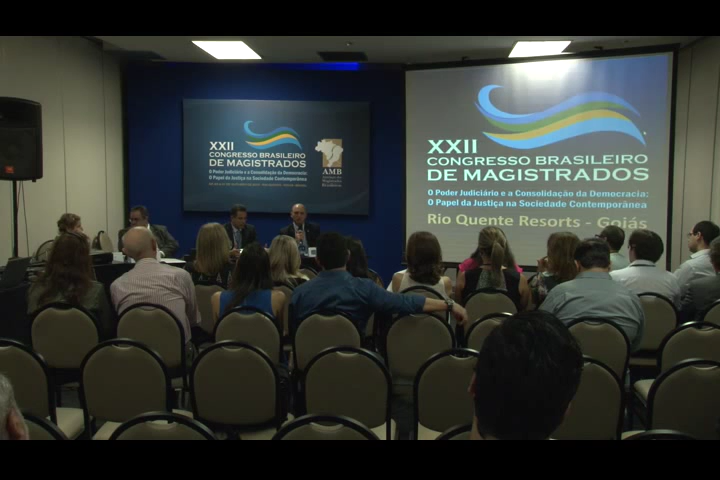 XXII
CONGRESSO BRASILEIRO
DE MAGISTRADOS
O Poder Judiciário e a Consolidação da Democracia:
O Papel da Justiça na Sociedade Contemporânea
AMB
XXII
CONGRESSO BRASILEIRO
DE MAGISTRADOS
O Poder Judiciário e a Consolidação da Democracia:
O Papel da Justiça na Sociedade Contemporânea
Rio Quente Resorts - Goiás